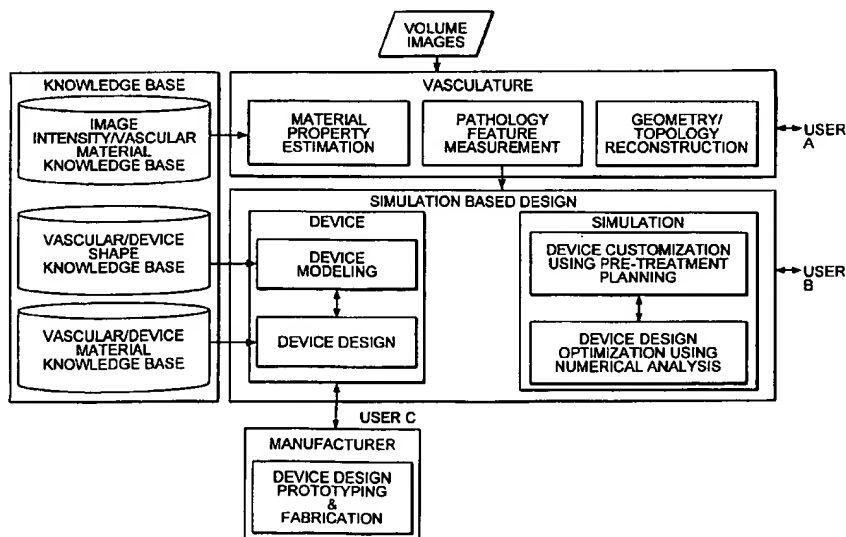 VOLUME
IMAGES
KNOWLEDGE BASE
IMAGE
INTENSITY/VASCULAR
MATERIAL
KNOWLEDGE BASE
VASCULAR/DEVICE
SHAPE
KNOWLEDGE BASE
VASCULAR/DEVICE
MATERIAL
KNOWLEDGE BASE
VASCULATURE
MATERIAL
PROPERTY
ESTIMATION
PATHOLOGY
FEATURE
MEASUREMENT
GEOMETRY/
TOPOLOGY
RECONSTRUCTION
USER
A
SIMULATION BASED DESIGN
DEVICE
DEVICE
MODELING
DEVICE DESIGN
SIMULATION
DEVICE CUSTOMIZATION
USING PRE-TREATMENT
PLANNING
DEVICE DESIGN
OPTIMIZATION USING
NUMERICAL ANALYSIS
USER
B
USER C
MANUFACTURER
DEVICE DESIGN
PROTOTYPING
&
FABRICATION